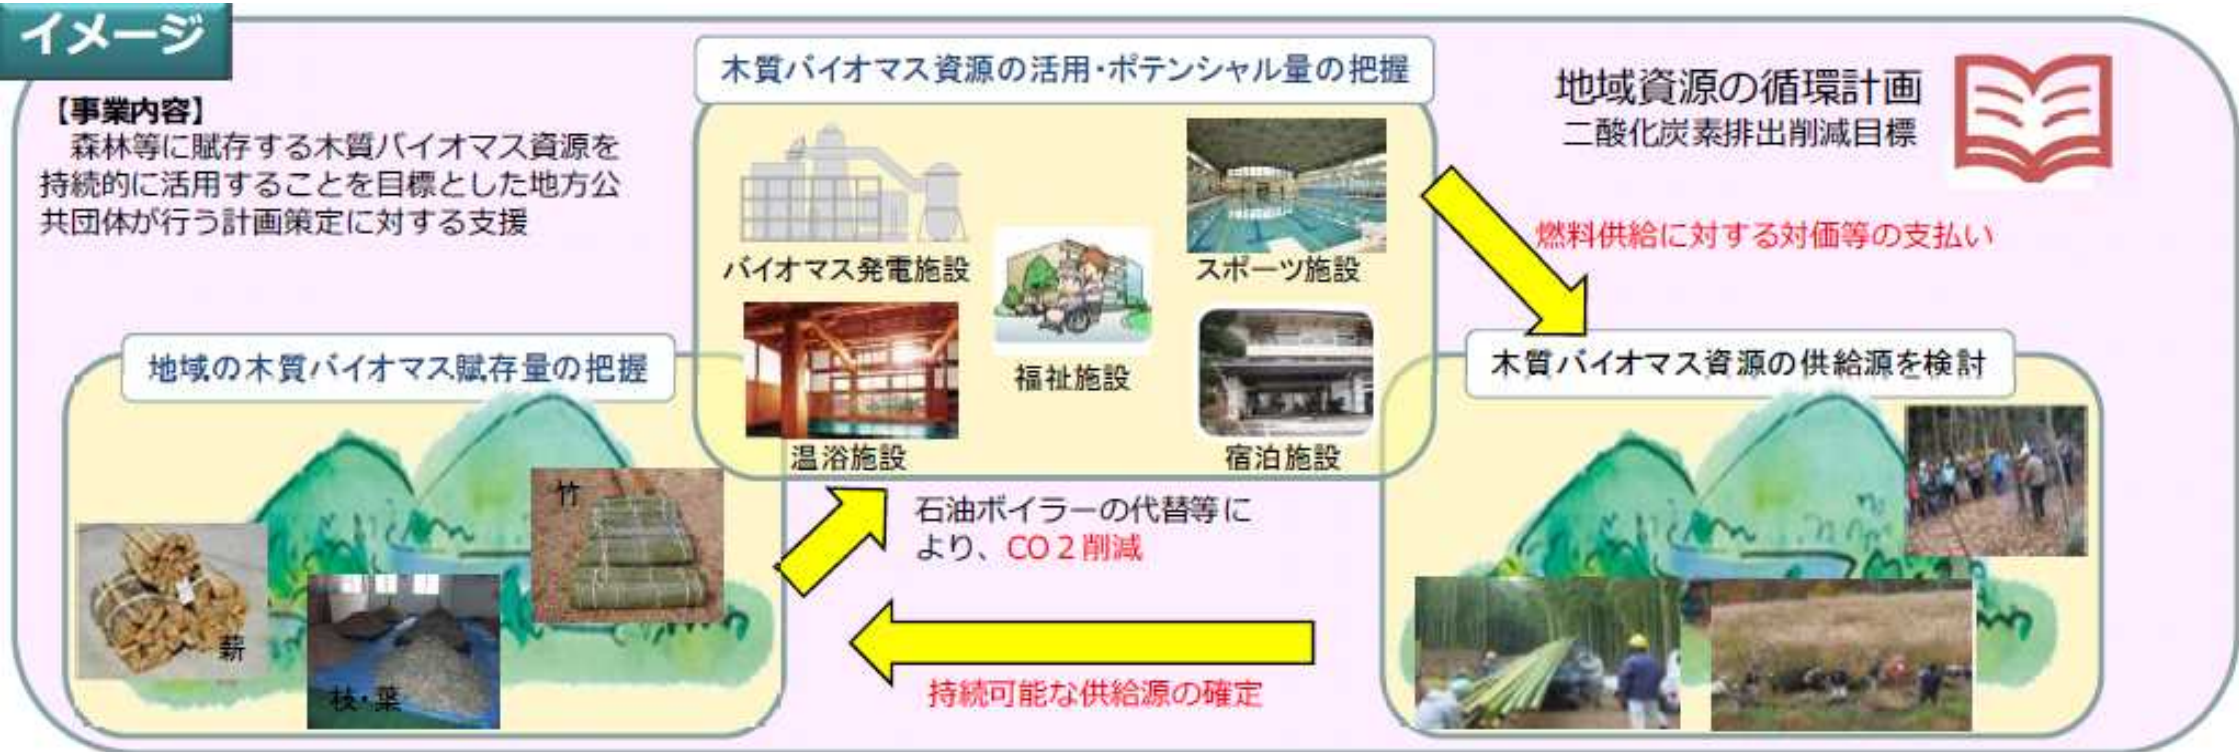 イメージ
【事業内容】
森林等に賦存する木質バイオマス資源を
持続的に活用することを目標とした地方公
共団体が行う計画策定に対する支援
木質バイオマス資源の活用・ポテンシャル量の把握
バイオマス発電施設
スポーツ施設
福祉施設
温浴施設
宿泊施設
地域資源の循環計画
二酸化炭素排出削減目標
燃料供給に対する対価等の支払い
地域の木質バイオマス賦存量の把握
竹
薪
枝・葉
石油ボイラーの代替等に
より、CO2削減
持続可能な供給源の確定
木質バイオマス資源の供給源を検討